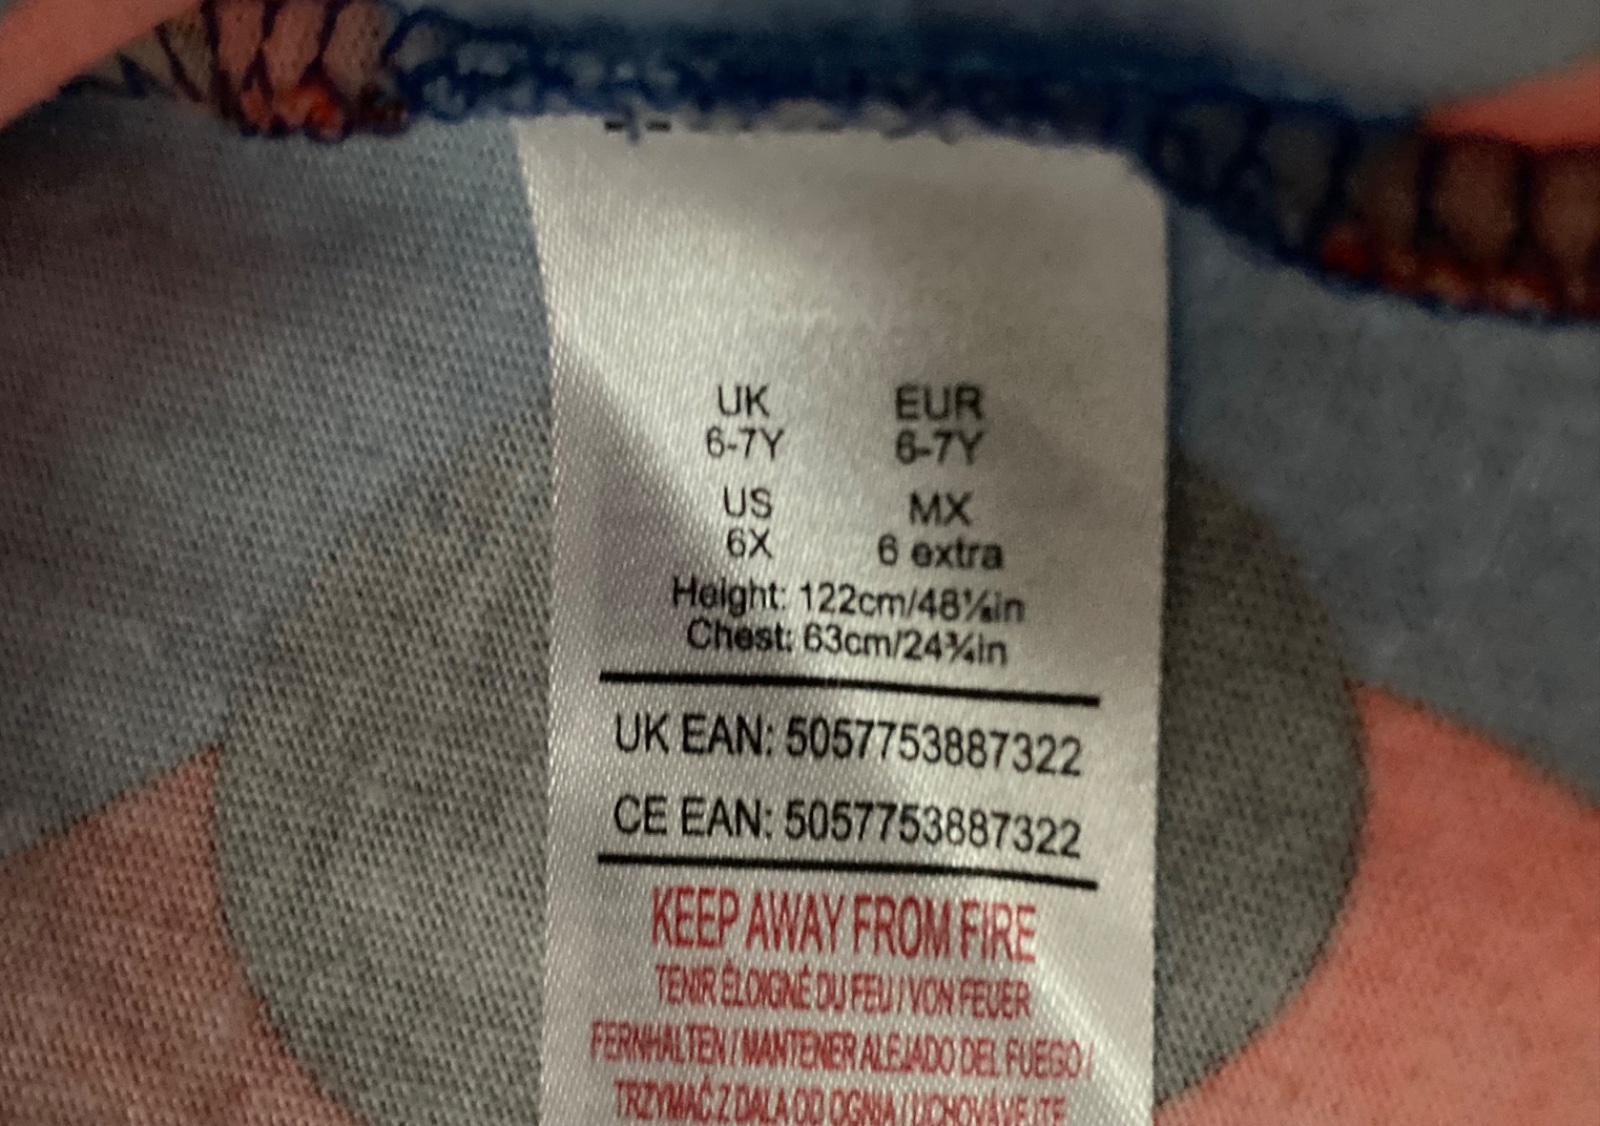 UK EUR
6-7Y 6-7Y
US MX
6X 6 extra
Height: 122cm/48⅛in
Chest: 63cm/24¾in
UK EAN: 5057753887322
CE EAN: 5057753887322
KEEP AWAY FROM FIRE
TENIR ÉLOIGNÉ DU FEU / VON FEUER
FERNHALTEN / MANTENER ALEJADO DEL FUEGO /
TRZYMAĆ Z DALA OD OGNIA / UCHOVÁVEJTE